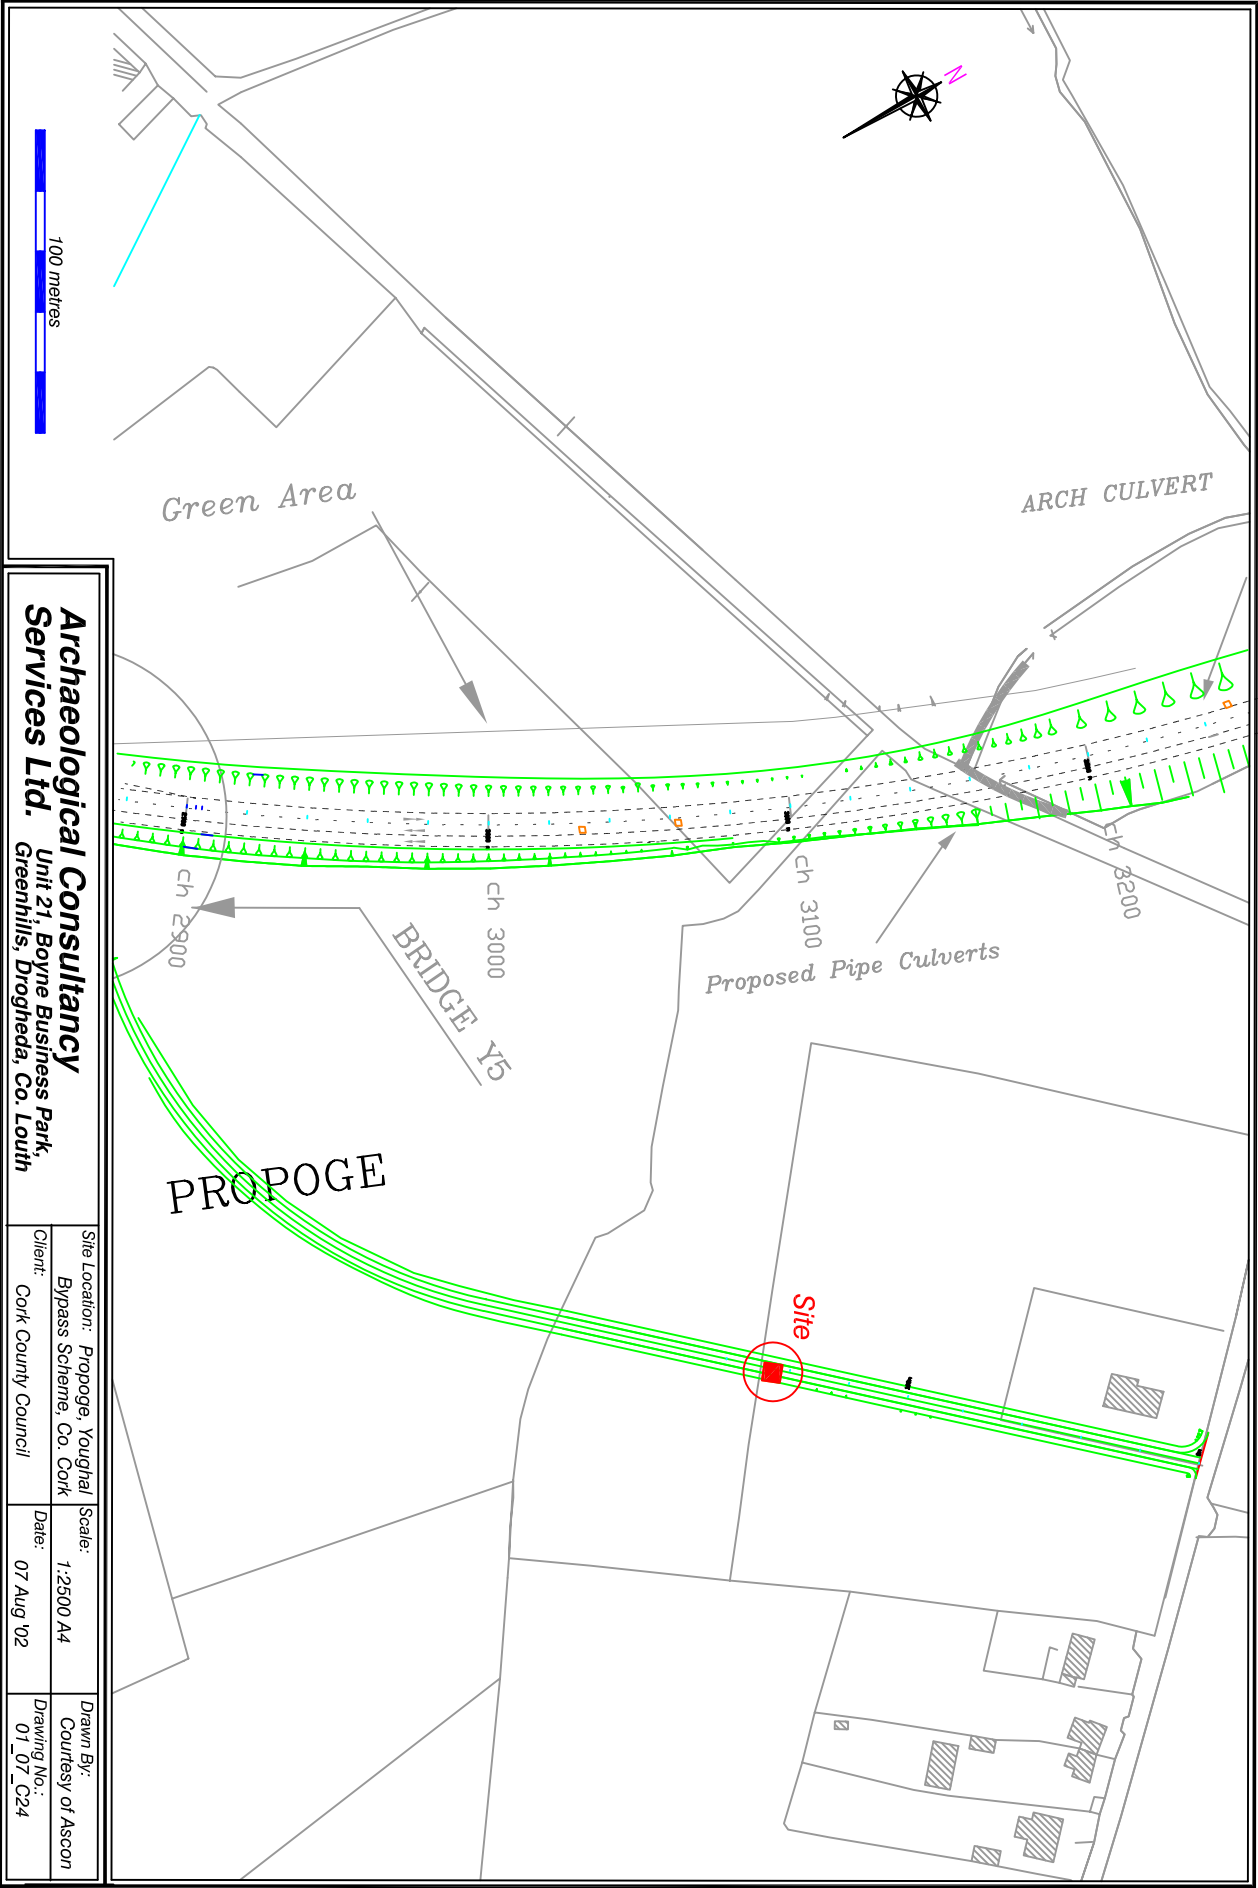 N
100 metres
Green Area
ARCH CULVERT
ch 2900
ch 3000
ch 3100
ch 3200
BRIDGE Y5
Proposed Pipe Culverts
PROPOGE
Site
Archaeological Consultancy
Services Ltd.
Unit 21, Boyne Business Park,
Greenhills, Drogheda, Co. Louth
Site Location: Propoge, Youghal
Bypass Scheme, Co. Cork
Client: Cork County Council
Scale: 1:2500 A4
Date: 07 Aug '02
Drawn By:
Courtesy of Ascon
Drawing No.:
01_07_C24